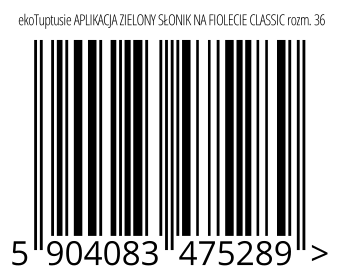 ekoTuptusie APLIKACJA ZIELONY SŁONIK NA FIOLECIE CLASSIC rozm. 36
5 904083 475289 >